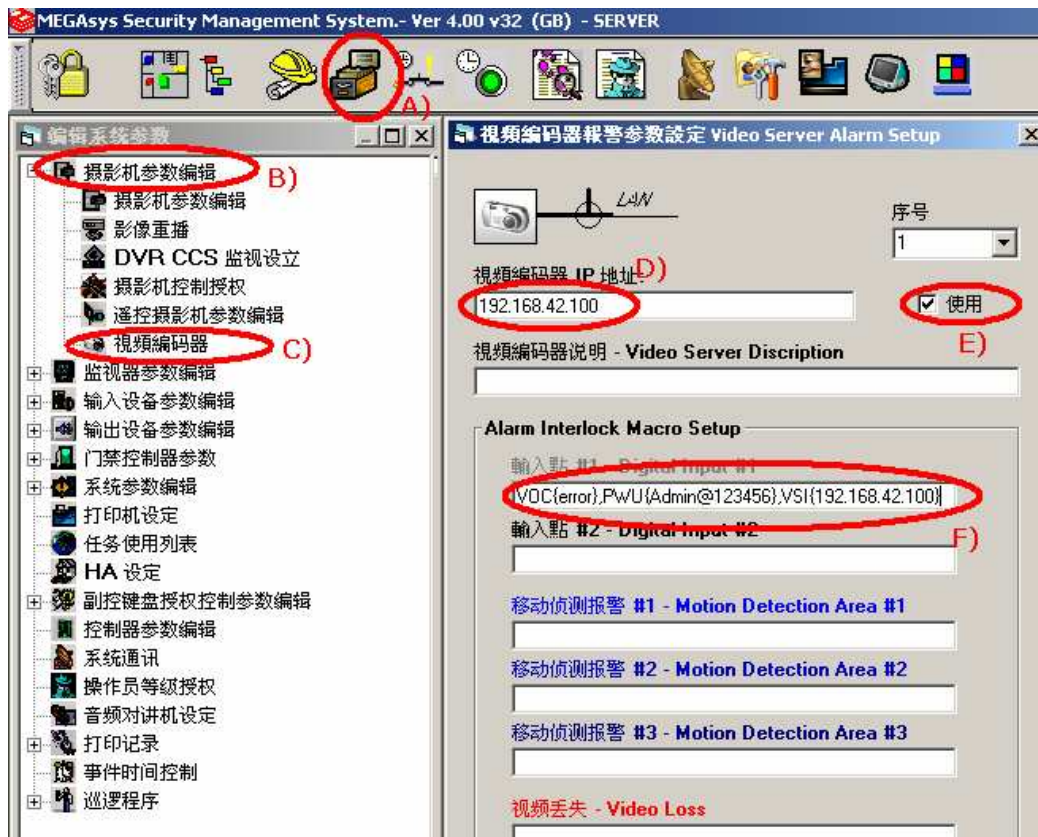 MEGAsys Security Management System.- Ver 4.00 v32 (GB) - SERVER
A)
编辑系统参数
摄影机参数编辑
B)
摄影机参数编辑
影像重播
DVR CCS 监视设立
摄影机控制授权
遥控摄影机参数编辑
視頻編码器
C)
监视器参数编辑
输入设备参数编辑
输出设备参数编辑
门禁控制器参数
系统参数编辑
打印机设定
任务使用列表
HA 设定
副控键盘授权控制参数编辑
控制器参数编辑
系统通讯
操作员等级授权
音频对讲机设定
打印记录
事件时间控制
巡逻程序
視頻編码器報警参数設定 Video Server Alarm Setup
LAN
序号
1
視頻編码器 IP 地址:
D)
192.168.42.100
使用
E)
視頻編码器说明 - Video Server Discription
Alarm Interlock Macro Setup
輸入點 #1 - Digital Input #1
VOC{error},PWU{Admin@123456},VSI{192.168.42.100}
F)
輸入點 #2 - Digital Input #2
移动侦测报警 #1 - Motion Detection Area #1
移动侦测报警 #2 - Motion Detection Area #2
移动侦测报警 #3 - Motion Detection Area #3
视频丢失 - Video Loss